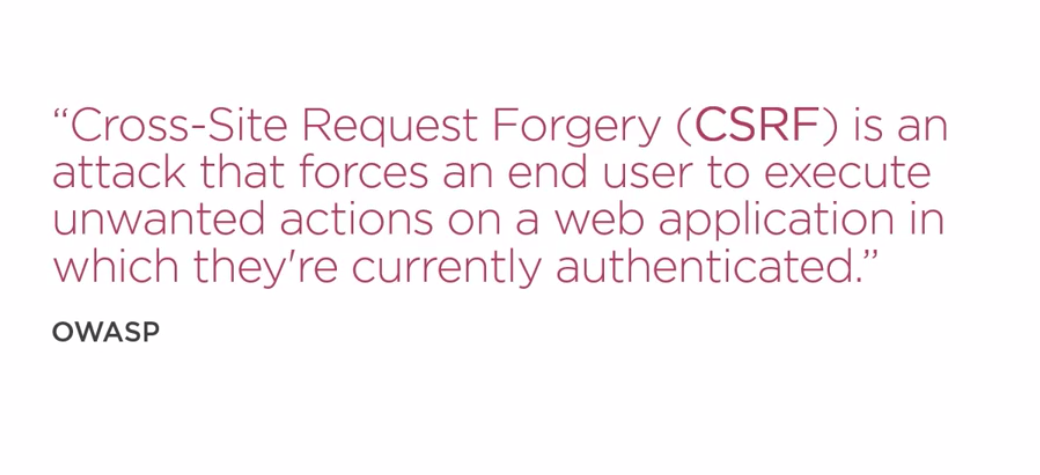 “Cross-Site Request Forgery (CSRF) is an
attack that forces an end user to execute
unwanted actions on a web application in
which they're currently authenticated.”
OWASP